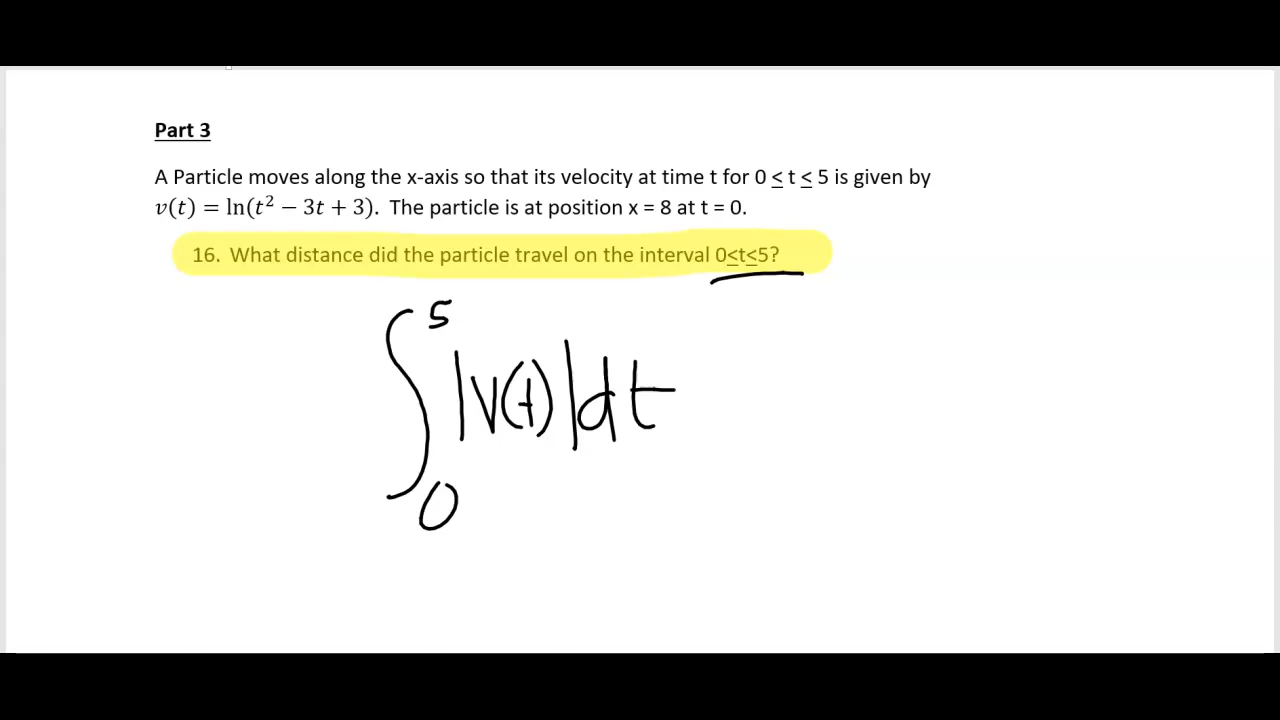 Part 3
A Particle moves along the x-axis so that its velocity at time t for 0 ≤ t ≤ 5 is given by
v(t) = ln(t² − 3t + 3). The particle is at position x = 8 at t = 0.
16. What distance did the particle travel on the interval 0≤t≤5?
∫₀⁵ |v(t)|dt